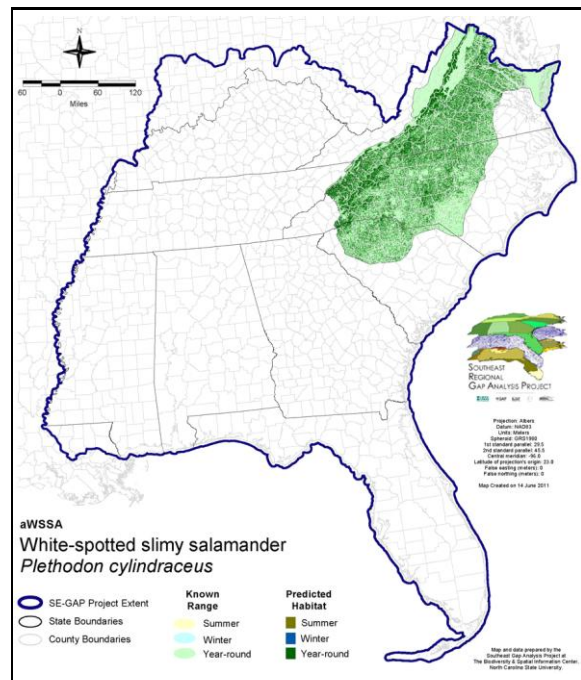 N
60 0 60 120
Miles
SOUTHEAST
REGIONAL
GAP ANALYSIS PROJECT
Projection: Albers
Datum: NAD83
Units: Meters
Spheroid: GRS1980
1st standard parallel: 29.5
2nd standard parallel: 45.5
Central meridian: -96.0
Latitude of projection's origin: 23.0
False easting (meters): 0
False northing (meters): 0
Map Created on 14 June 2011
aWSSA
White-spotted slimy salamander
Plethodon cylindraceus
SE-GAP Project Extent
State Boundaries
County Boundaries
Known
Range
Summer
Winter
Year-round
Predicted
Habitat
Summer
Winter
Year-round
Map and data prepared by the
Southeast Gap Analysis Project at
The Biodiversity & Spatial Information Center,
North Carolina State University.